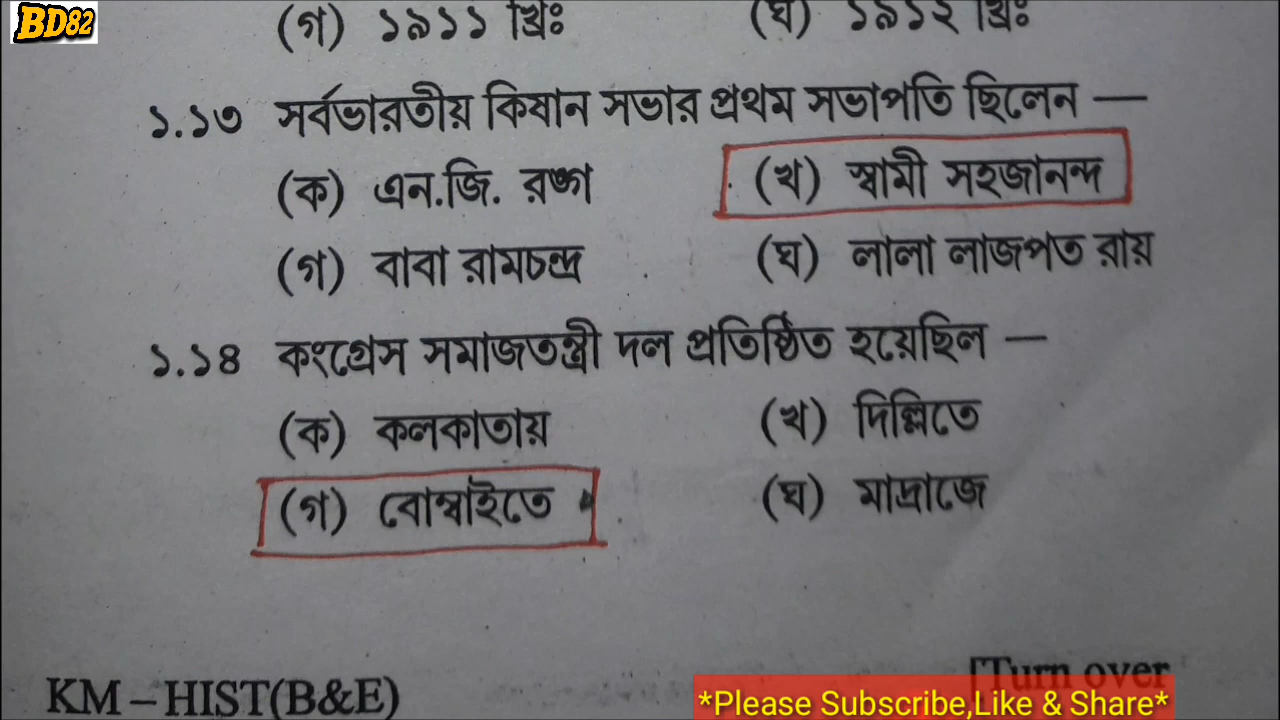 BD82
(গ) ১৯১১ খ্রিঃ (ঘ) ১৯১২ খ্রিঃ
১.১৩ সর্বভারতীয় কিষান সভার প্রথম সভাপতি ছিলেন —
(ক) এন.জি. রঙ্গ (খ) স্বামী সহজানন্দ
(গ) বাবা রামচন্দ্র (ঘ) লালা লাজপত রায়
১.১৪ কংগ্রেস সমাজতন্ত্রী দল প্রতিষ্ঠিত হয়েছিল —
(ক) কলকাতায় (খ) দিল্লিতে
(গ) বোম্বাইতে (ঘ) মাদ্রাজে
KM – HIST(B&E) [Turn over
*Please Subscribe,Like & Share*